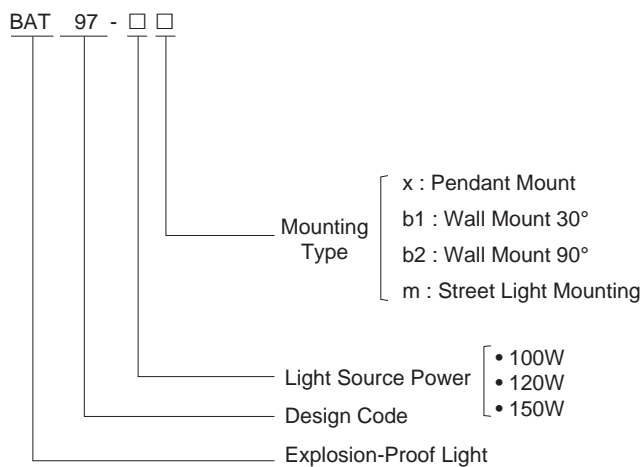 BAT 97 - □ □
x : Pendant Mount
b1 : Wall Mount 30°
b2 : Wall Mount 90°
m : Street Light Mounting
Mounting
Type
Light Source Power
• 100W
• 120W
• 150W
Design Code
Explosion-Proof Light